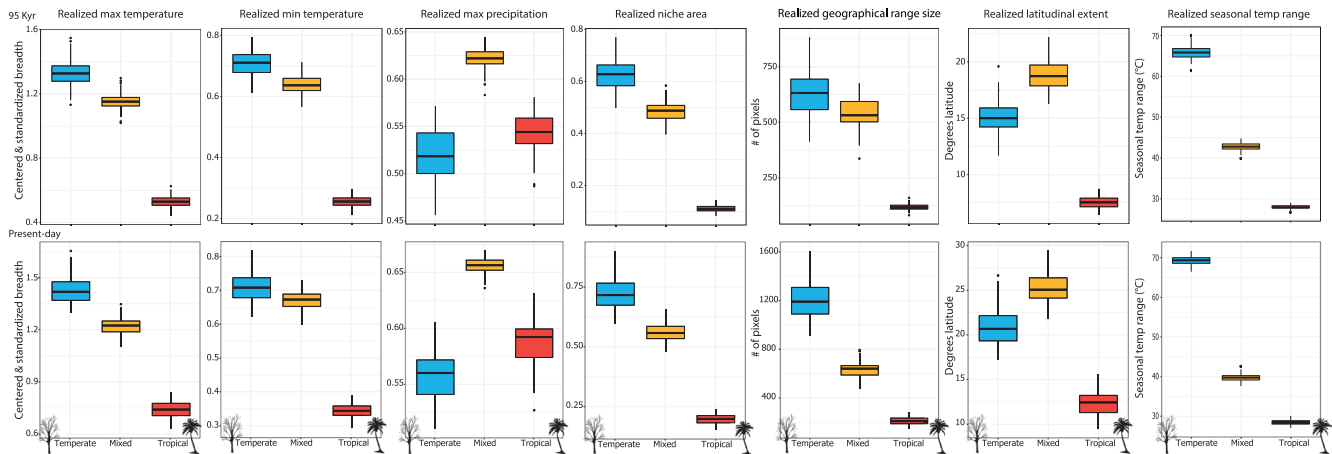 95 Kyr
Realized max temperature
Realized min temperature
Realized max precipitation
Realized niche area
Realized geographical range size
Realized latitudinal extent
Realized seasonal temp range
Centered & standardized breadth
1.6
1.2
0.8
0.4
0.8
0.6
0.4
0.2
0.65
0.60
0.55
0.50
0.45
0.8
0.6
0.4
0.2
# of pixels
1250
750
500
250
Degrees latitude
20
15
10
Seasonal temp range (°C)
70
60
50
40
30
Present-day
Centered & standardized breadth
1.5
1.2
0.9
0.6
0.8
0.7
0.6
0.5
0.4
0.3
0.65
0.60
0.55
0.75
0.50
0.25
# of pixels
1600
1200
800
400
Degrees latitude
30
25
20
15
10
Seasonal temp range (°C)
70
60
50
40
30
Temperate Mixed Tropical
Temperate Mixed Tropical
Temperate Mixed Tropical
Temperate Mixed Tropical
Temperate Mixed Tropical
Temperate Mixed Tropical
Temperate Mixed Tropical